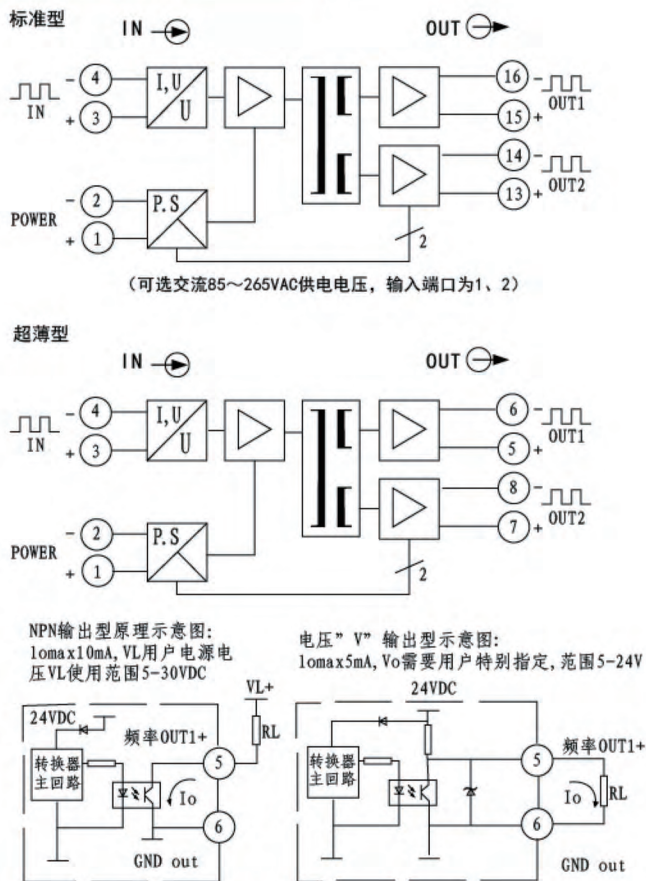 标准型
IN OUT
- 4 I,U U 16 -
IN OUT1
+ 3 15 +
14 -
- 2 P.S OUT2
POWER 13 +
+ 1 2
（可选交流85～265VAC供电电压，输入端口为1、2）
超薄型
IN OUT
- 4 I,U U 6 -
IN OUT1
+ 3 5 +
8 -
- 2 P.S OUT2
POWER 7 +
+ 1 2
NPN输出型原理示意图:
lomax10mA,VL用户电源电
压VL使用范围5-30VDC
VL+
24VDC
频率OUT1+
RL
转换器
主回路
5
Io
6
GND out
电压"V"输出型示意图:
lomax5mA,Vo需要用户特别指定,范围5-24V
24VDC
频率OUT1+
转换器
主回路
5
Io
RL
6
GND out